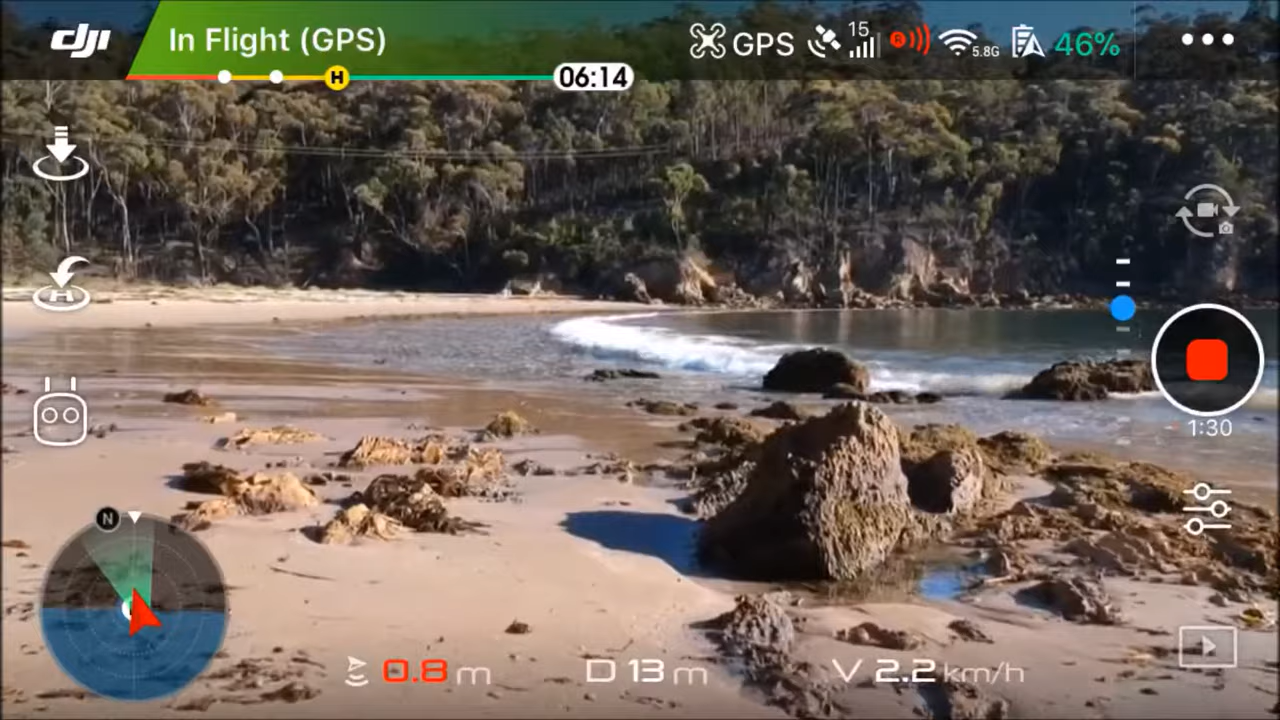 dji In Flight (GPS) GPS 15 R 5.8G 46%
H 06:14
H
1:30
N
0.8 m D 13 m V 2.2 km/h